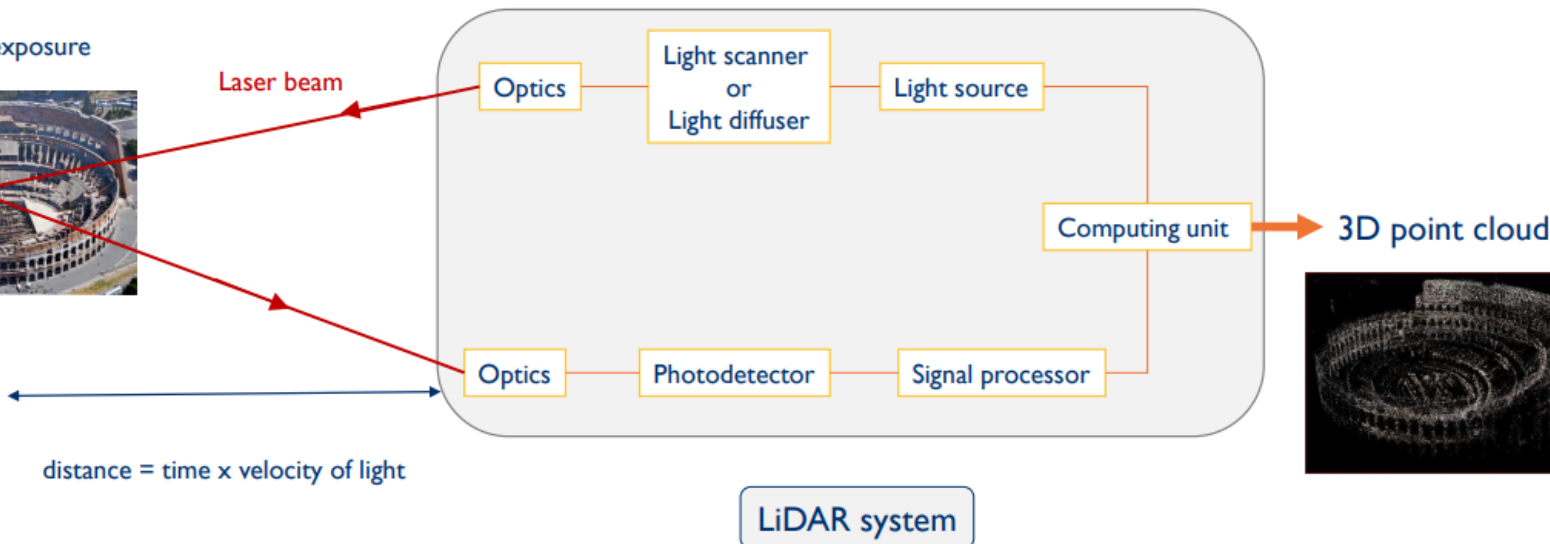 exposure
Laser beam
Optics
Light scanner
or
Light diffuser
Light source
Computing unit
3D point cloud
Optics
Photodetector
Signal processor
distance = time x velocity of light
LiDAR system